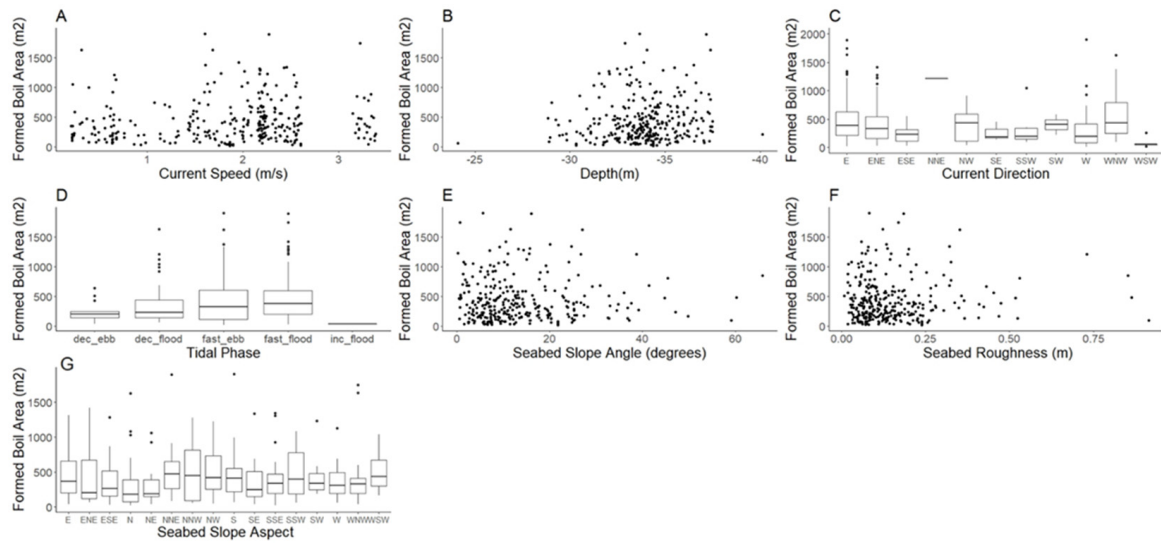 A
Formed Boil Area (m2)
1500
1000
500
0
1
2
3
Current Speed (m/s)
B
Formed Boil Area (m2)
1500
1000
500
0
-25
-30
-35
-40
Depth(m)
C
Formed Boil Area (m2)
2000
1500
1000
500
0
E ENE ESE NNE NW SE SSW SW W WNW WSW
Current Direction
D
Formed Boil Area (m2)
1500
1000
500
0
dec_ebb dec_flood fast_ebb fast_flood inc_flood
Tidal Phase
E
Formed Boil Area (m2)
1500
1000
500
0
0
20
40
60
Seabed Slope Angle (degrees)
F
Formed Boil Area (m2)
1500
1000
500
0
0.00
0.25
0.50
0.75
Seabed Roughness (m)
G
Formed Boil Area (m2)
1500
1000
500
0
E ENE ESE N NE NNE NNW NW S SE SSE SSW SW W WNW WSW
Seabed Slope Aspect